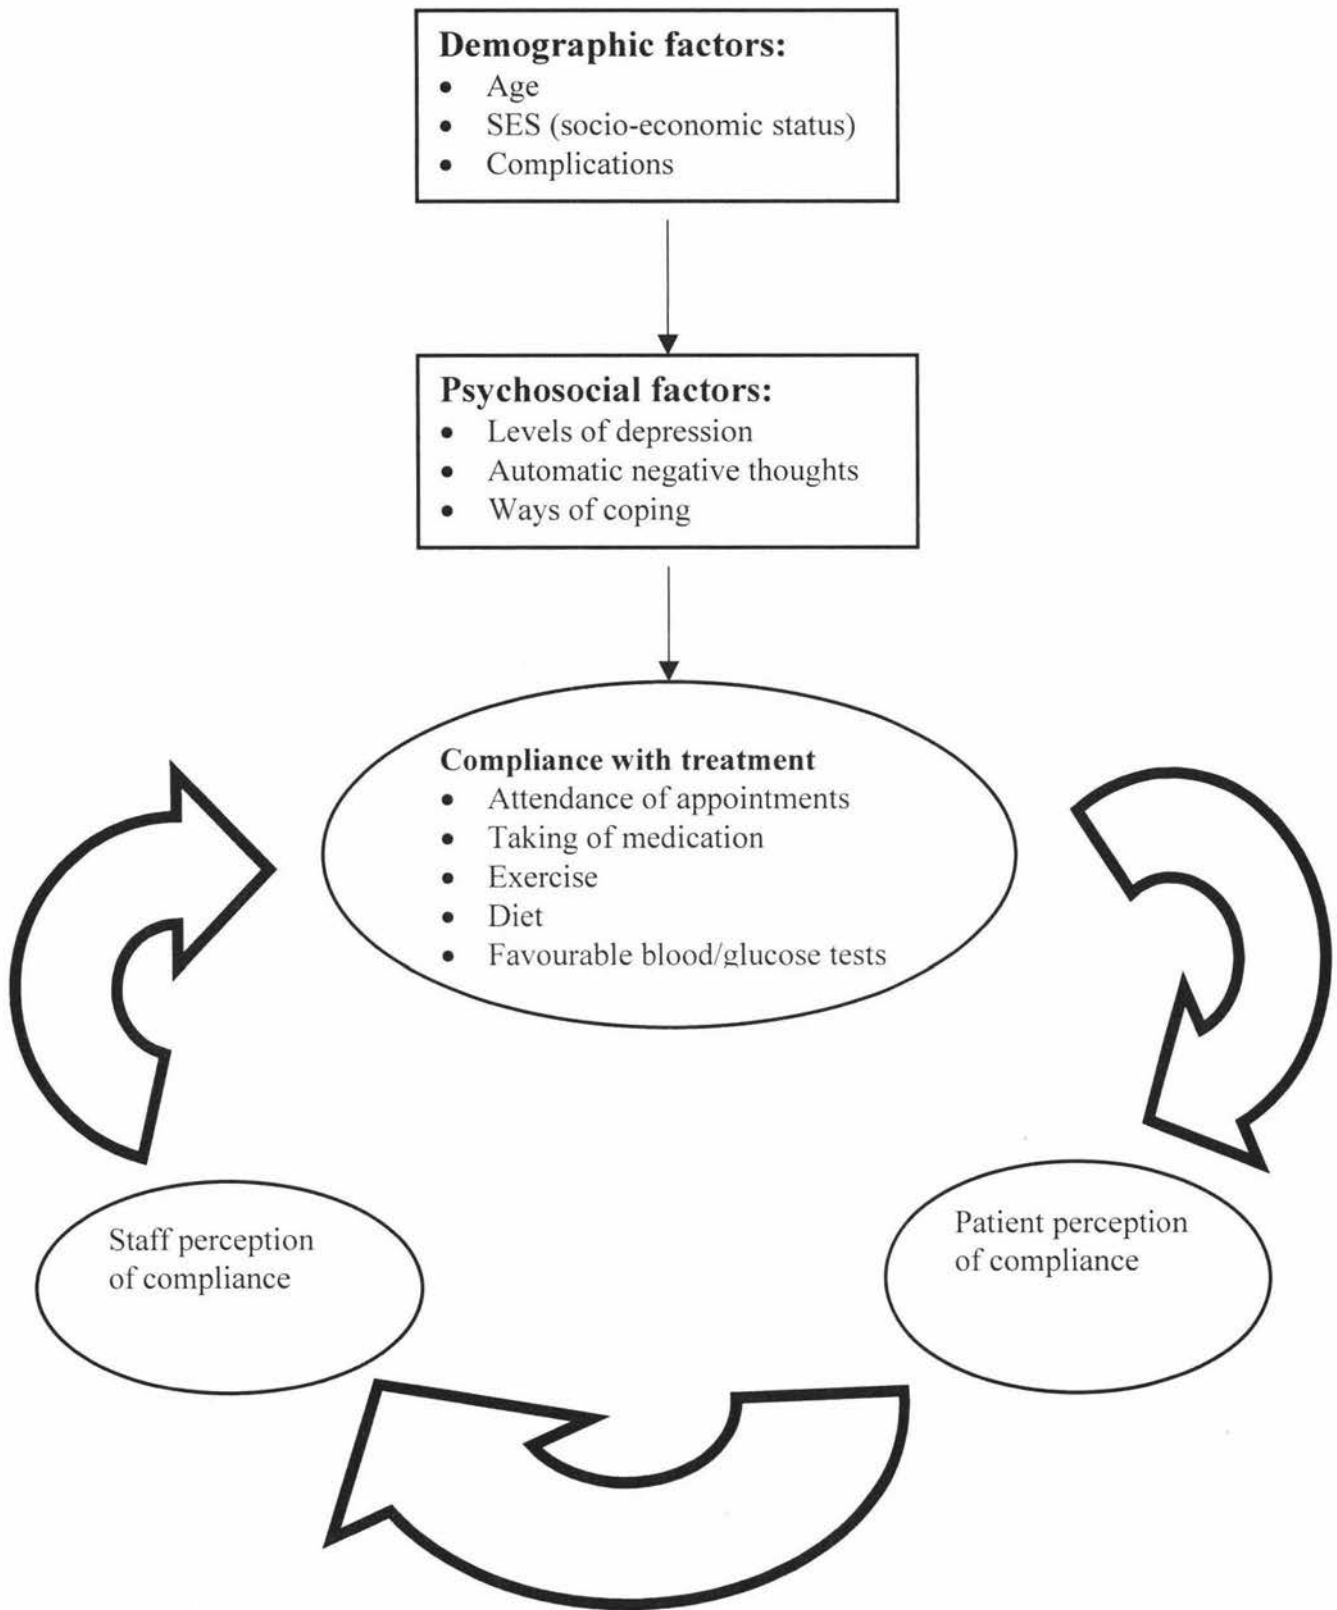 Demographic factors:
• Age
• SES (socio-economic status)
• Complications
Psychosocial factors:
• Levels of depression
• Automatic negative thoughts
• Ways of coping
Compliance with treatment
• Attendance of appointments
• Taking of medication
• Exercise
• Diet
• Favourable blood/glucose tests
Staff perception
of compliance
Patient perception
of compliance